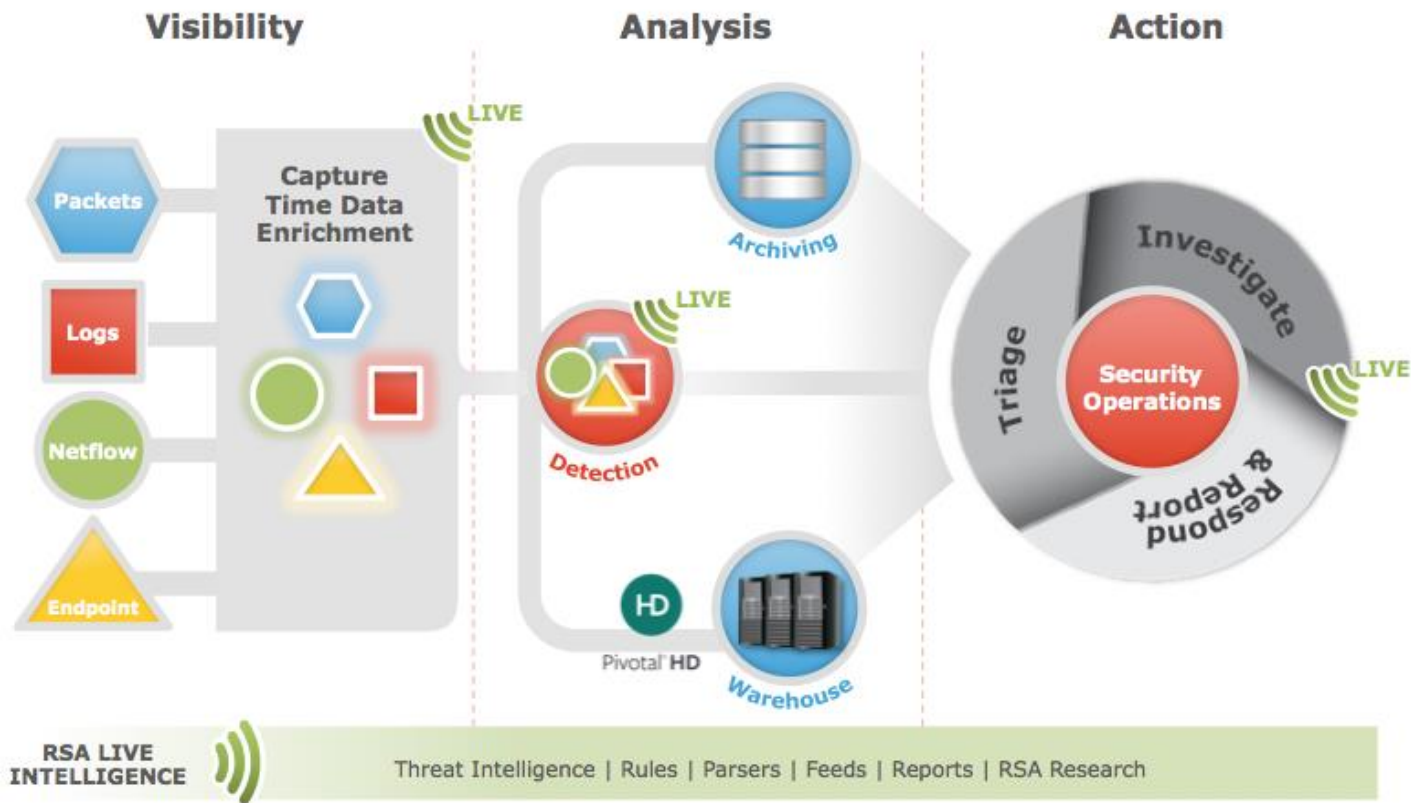 Visibility
Analysis
Action
LIVE
Packets
Capture
Time Data
Enrichment
Archiving
Investigate
LIVE
Logs
Triage
Security
Operations
LIVE
Netflow
Detection
Respond
& Report
Endpoint
HD
Pivotal HD
Warehouse
RSA LIVE
INTELLIGENCE
Threat Intelligence | Rules | Parsers | Feeds | Reports | RSA Research